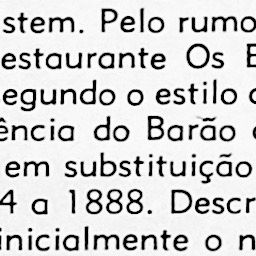 stem. Pelo rumo
estaurante Os
egundo o estilo
ência do Barão
em substituição
4 a 1888. Descr
inicialmente o n